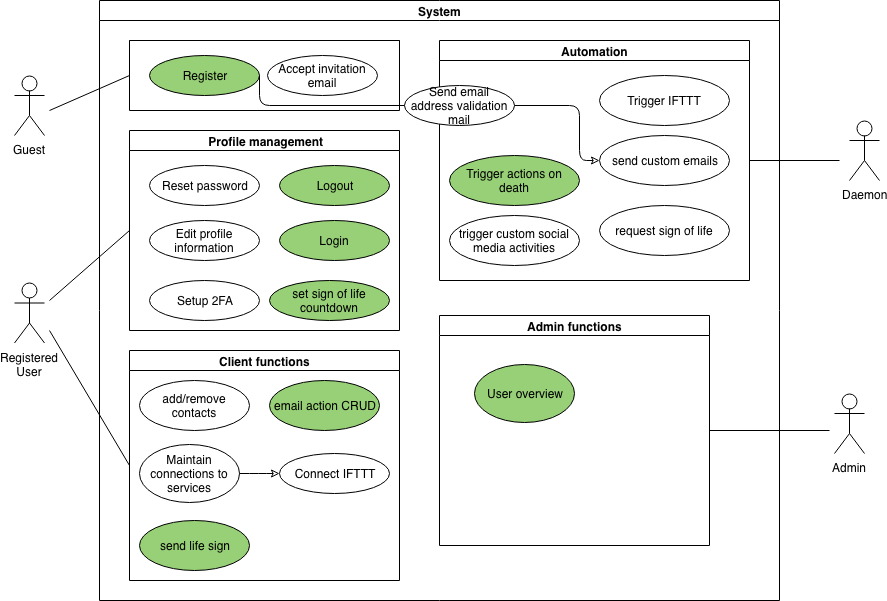 System
Register
Accept invitation
email
Send email
address validation
mail
Guest
Profile management
Reset password
Logout
Edit profile
information
Login
Setup 2FA
set sign of life
countdown
Registered
User
Client functions
add/remove
contacts
email action CRUD
Maintain
connections to
services
Connect IFTTT
send life sign
Automation
Trigger IFTTT
send custom emails
Trigger actions on
death
trigger custom social
media activities
request sign of life
Daemon
Admin functions
User overview
Admin